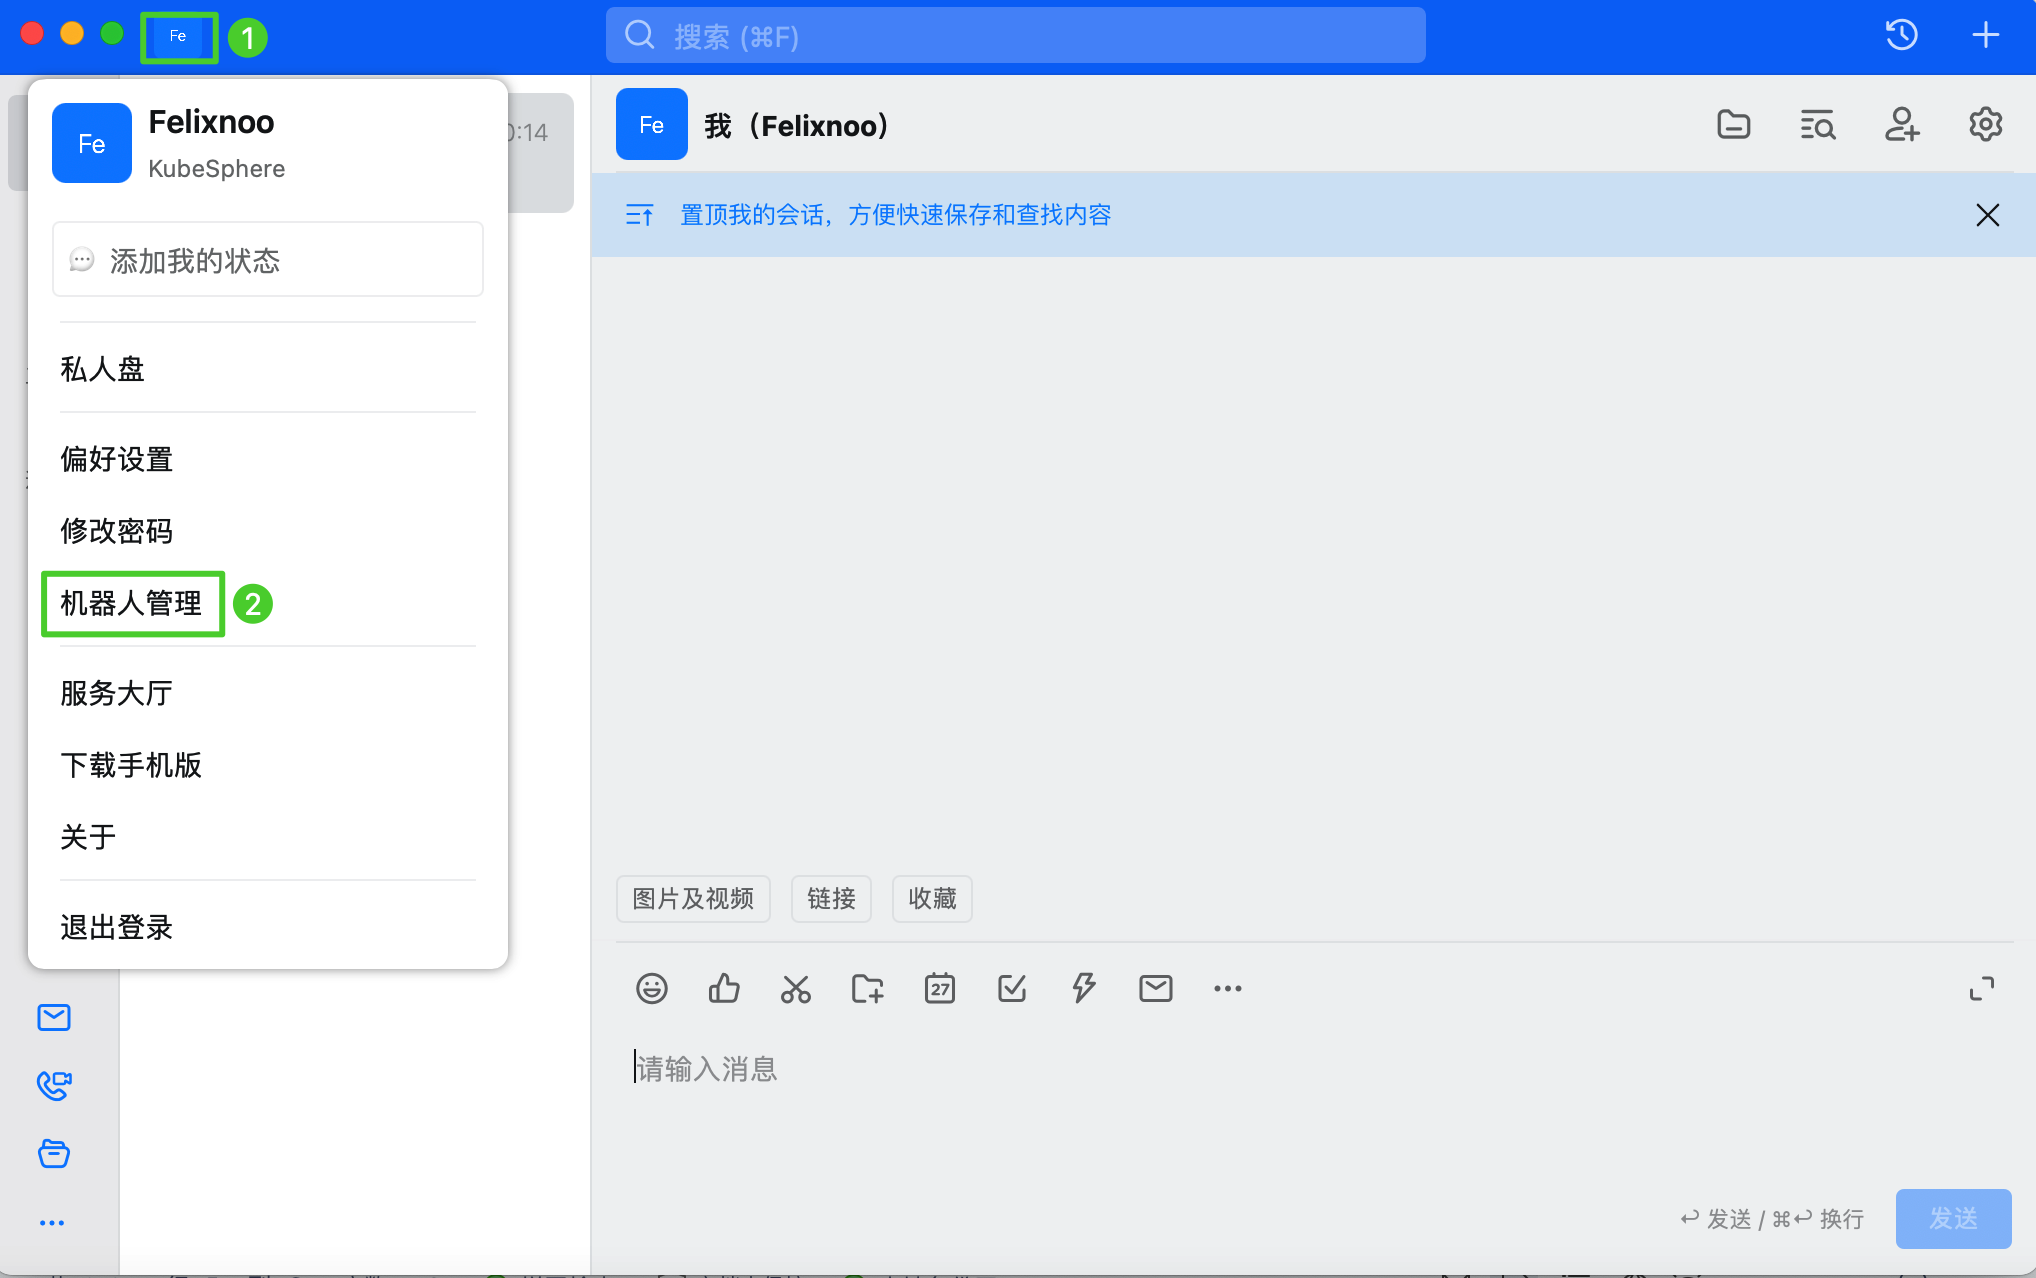 Fe
1
搜索 (⌘F)
Fe
Felixnoo
KubeSphere
添加我的状态
私人盘
偏好设置
修改密码
机器人管理
2
服务大厅
下载手机版
关于
退出登录
0:14
Fe
我（Felixnoo）
置顶我的会话，方便快速保存和查找内容
图片及视频
链接
收藏
27
请输入消息
发送 / ⌘ 换行
发送